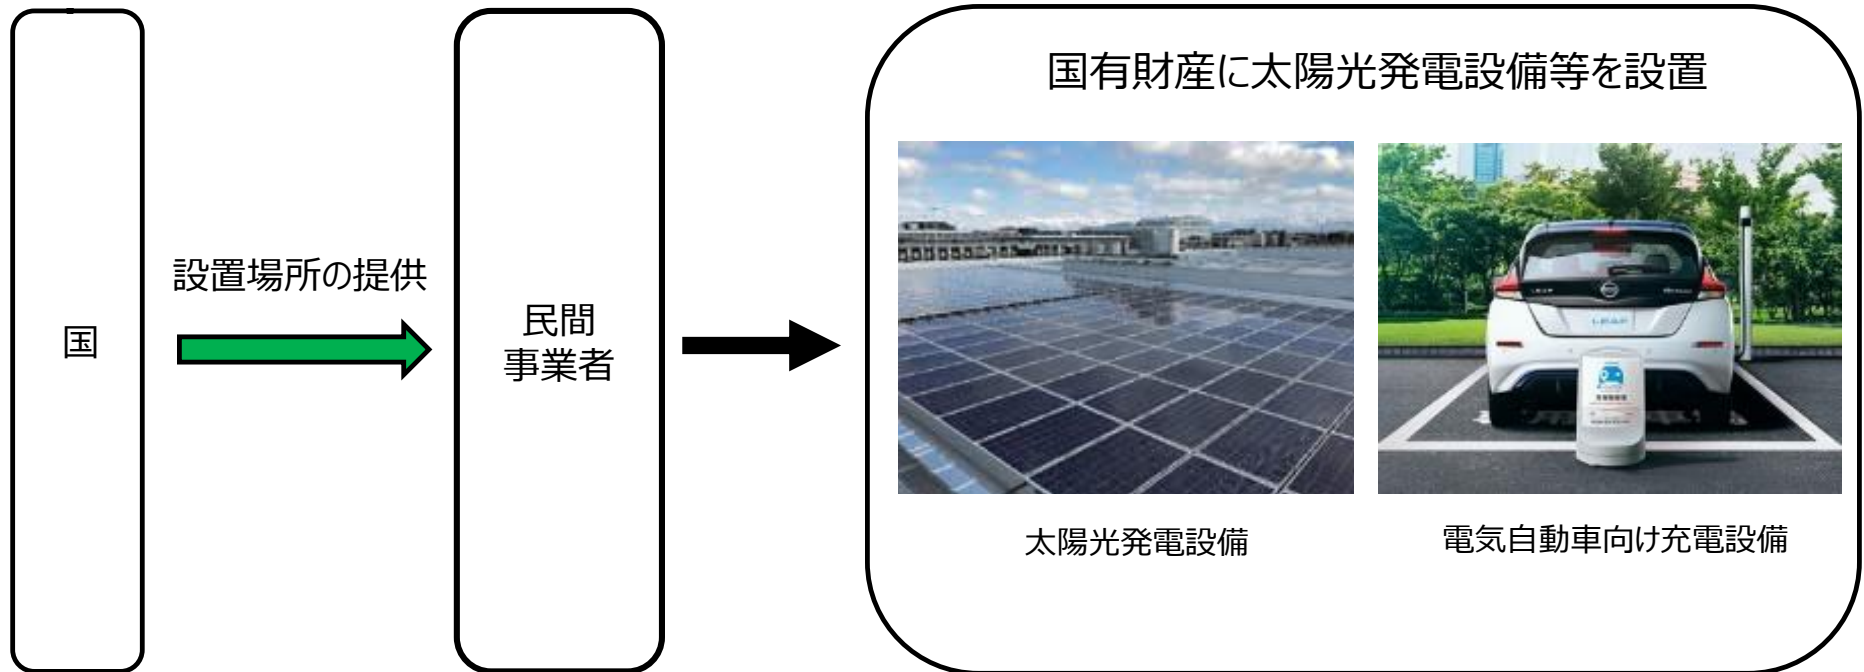 国
設置場所の提供
民間
事業者
国有財産に太陽光発電設備等を設置
LEAF
太陽光発電設備
電気自動車向け充電設備